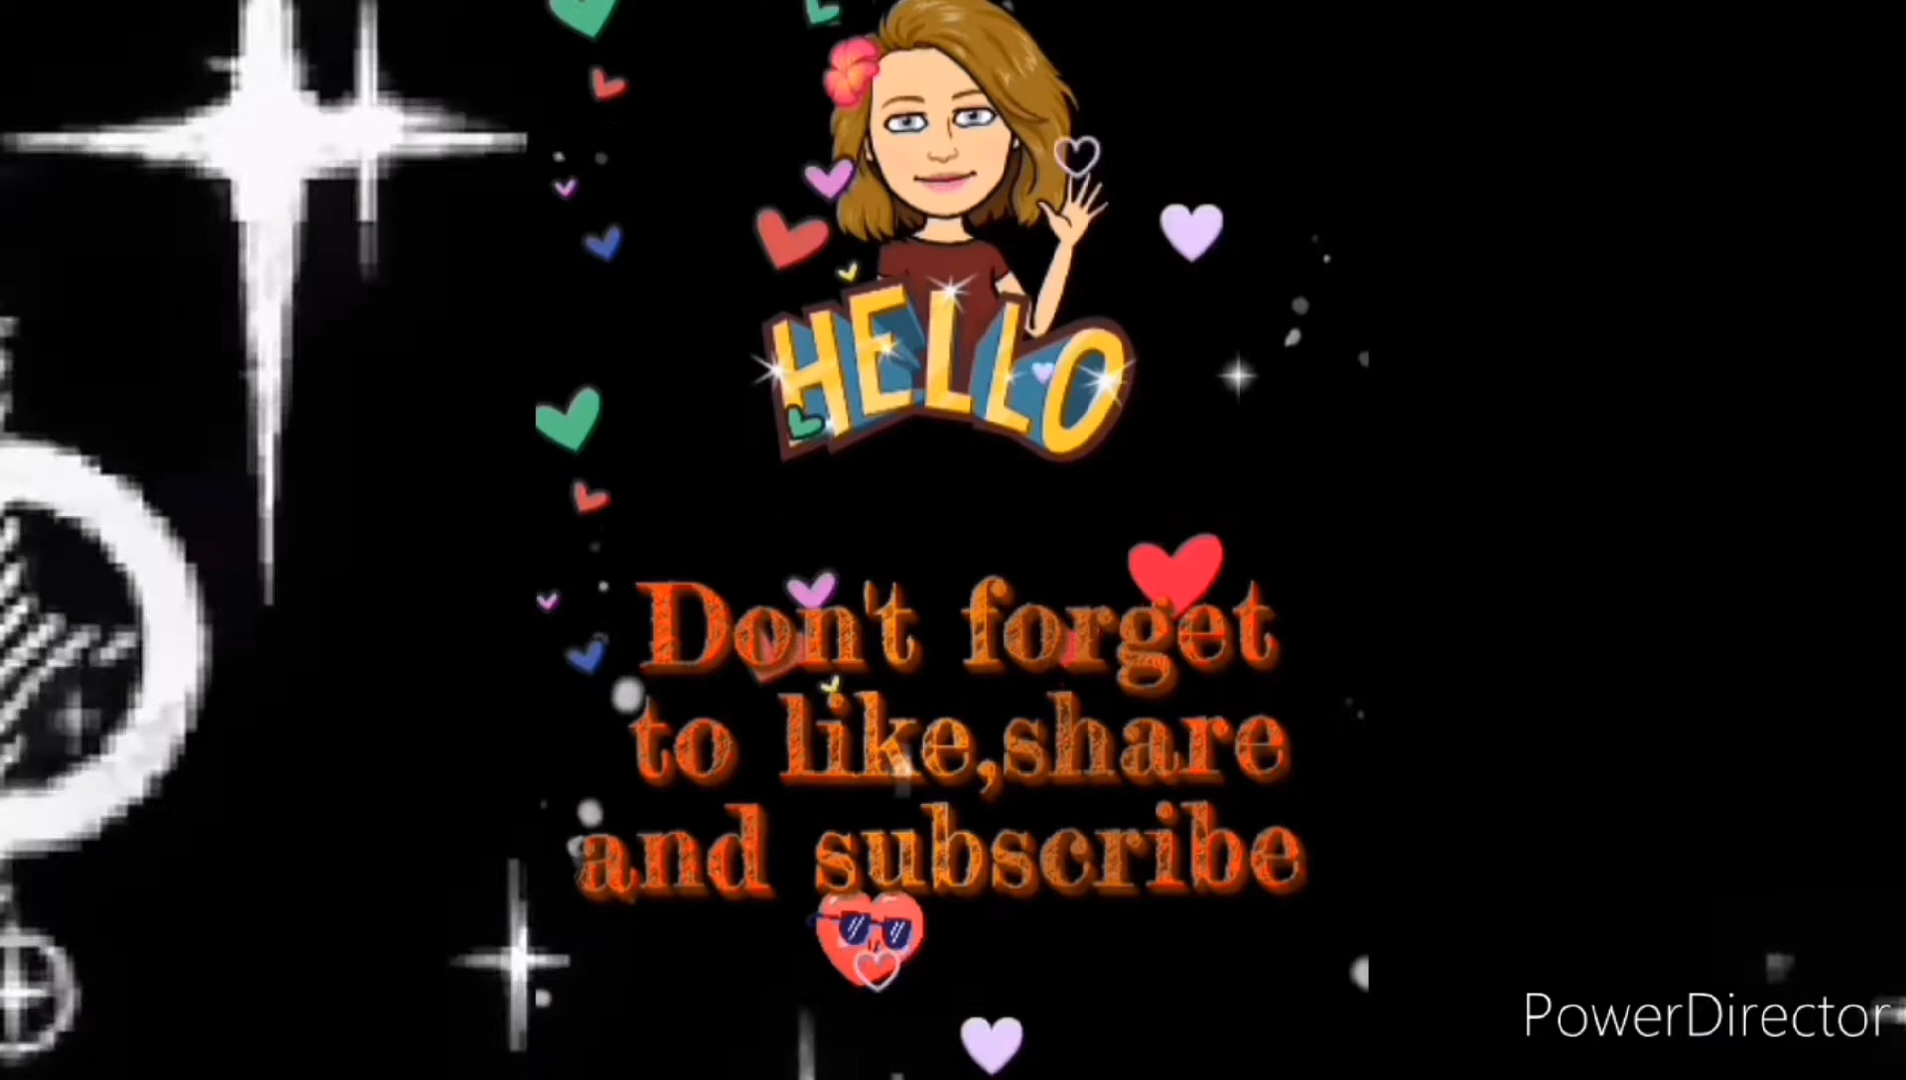 HELLO
Don't forget
to like,share
and subscribe
PowerDirector